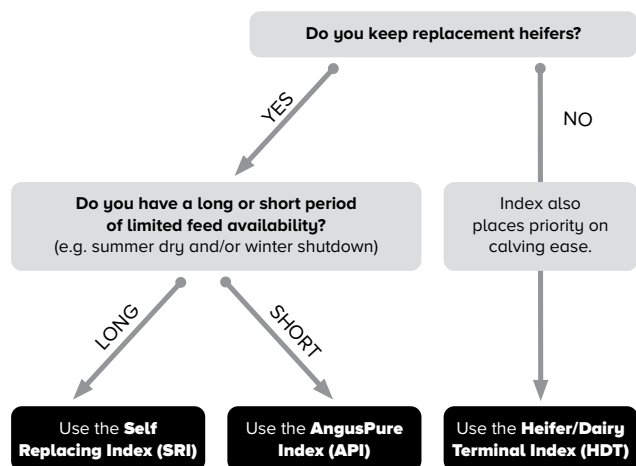 Do you keep replacement heifers?
YES
NO
Do you have a long or short period
of limited feed availability?
(e.g. summer dry and/or winter shutdown)
Index also
places priority on
calving ease.
LONG
SHORT
Use the Self
Replacing Index (SRI)
Use the AngusPure
Index (API)
Use the Heifer/Dairy
Terminal Index (HDT)